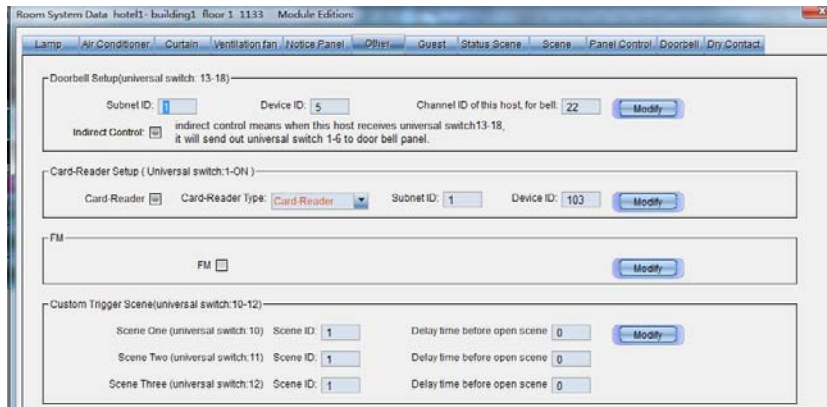 Room System Data hotel1- building1 floor 1 1133 Module Edition:
Lamp Air Conditioner Curtain Ventilation fan Notice Panel Other Guest Status Scene Scene Panel Control Doorbell Dry Contact
Doorbell Setup(universal switch: 13-18)
Subnet ID: 1 Device ID: 5 Channel ID of this host, for bell: 22 Modify
Indirect Control: indirect control means when this host receives universal switch13-18,
it will send out universal switch 1-6 to door bell panel.
Card-Reader Setup ( Universal switch:1-ON )
Card-Reader Card-Reader Type: Card-Reader Subnet ID: 1 Device ID: 103 Modify
FM
FM Modify
Custom Trigger Scene(universal switch:10-12)
Scene One (universal switch:10) Scene ID: 1 Delay time before open scene 0 Modify
Scene Two (universal switch:11) Scene ID: 1 Delay time before open scene 0
Scene Three (universal switch:12) Scene ID: 1 Delay time before open scene 0